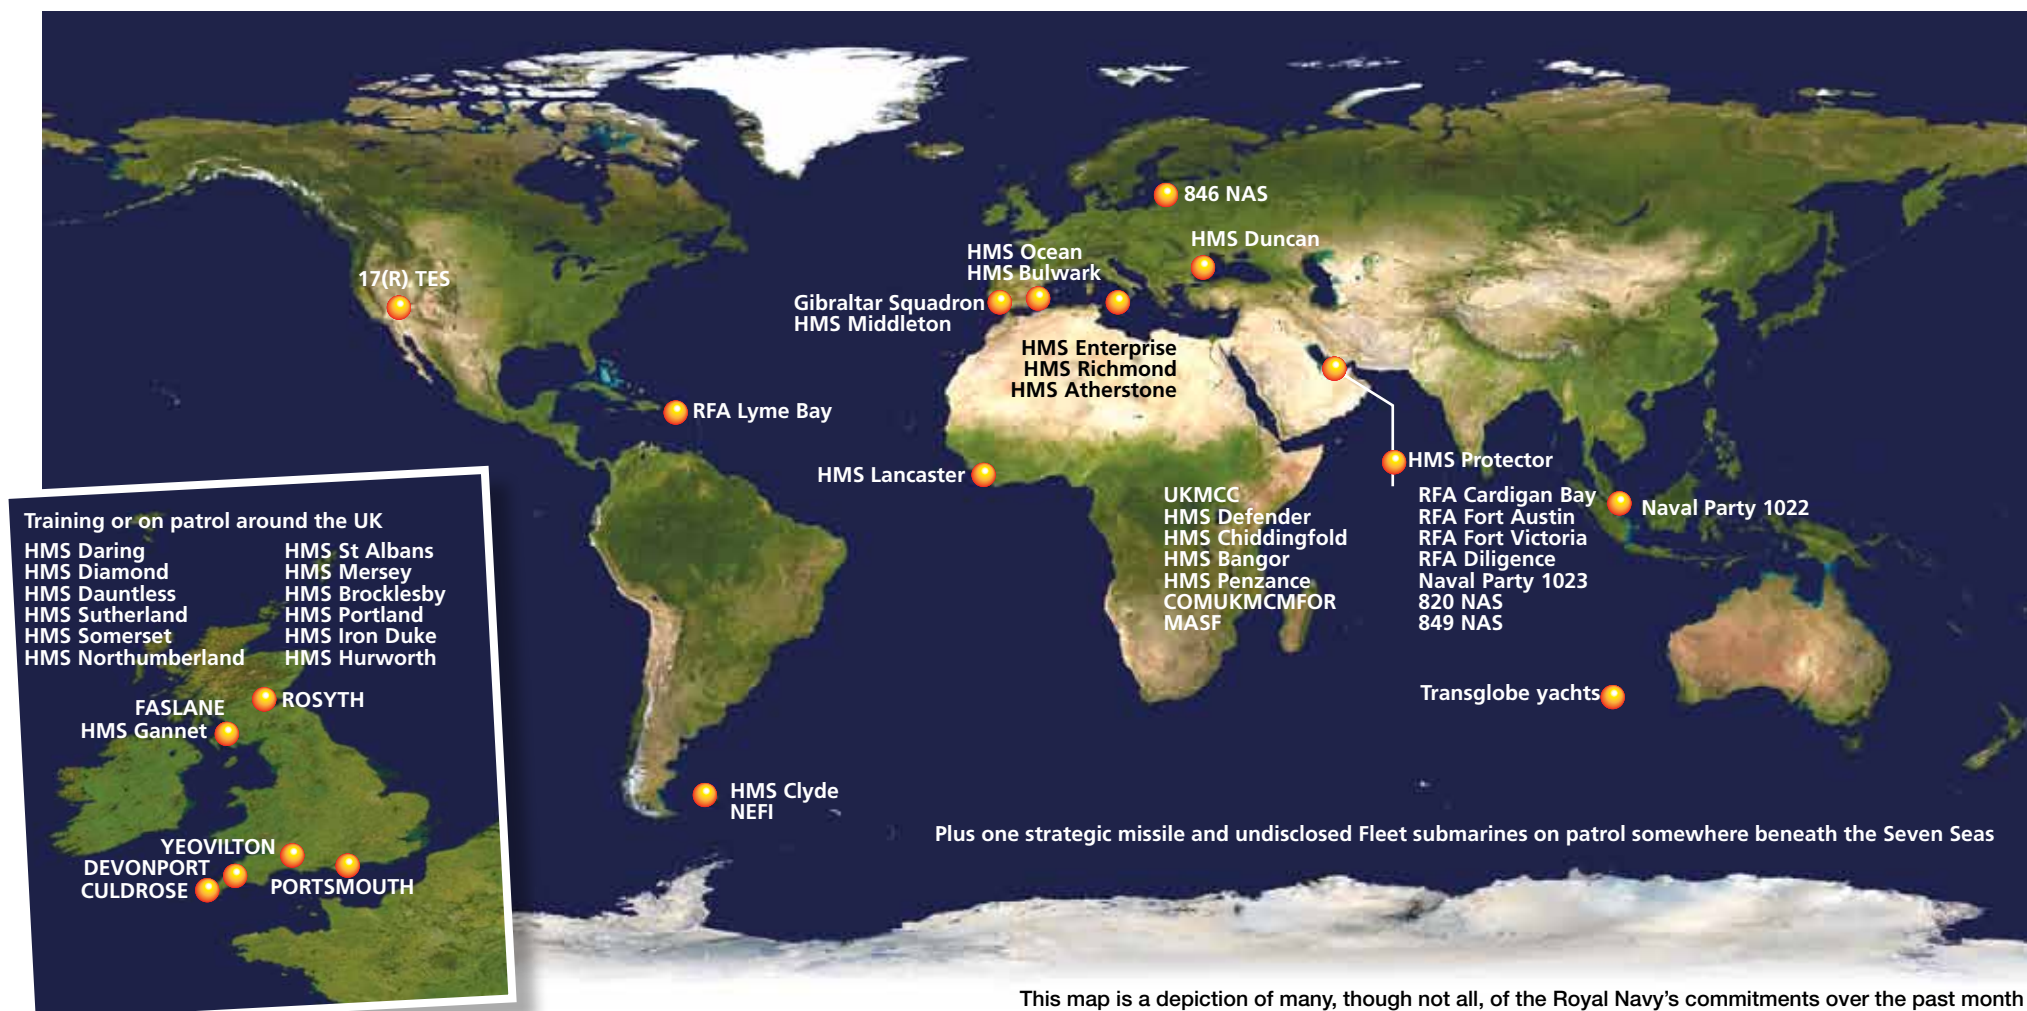 846 NAS
HMS Duncan
HMS Ocean
HMS Bulwark
17(R) TES
Gibraltar Squadron
HMS Middleton
HMS Enterprise
HMS Richmond
HMS Atherstone
RFA Lyme Bay
HMS Lancaster
HMS Protector
UKMCC
HMS Defender
HMS Chiddingfold
HMS Bangor
HMS Penzance
COMUKMCMFOR
MASF
RFA Cardigan Bay
RFA Fort Austin
RFA Fort Victoria
RFA Diligence
Naval Party 1023
820 NAS
849 NAS
Naval Party 1022
Transglobe yachts
HMS Clyde
NEFI
Training or on patrol around the UK
HMS Daring
HMS Diamond
HMS Dauntless
HMS Sutherland
HMS Somerset
HMS Northumberland
HMS St Albans
HMS Mersey
HMS Brocklesby
HMS Portland
HMS Iron Duke
HMS Hurworth
ROSYTH
FASLANE
HMS Gannet
YEOVILTON
DEVONPORT
CULDROSE
PORTSMOUTH
Plus one strategic missile and undisclosed Fleet submarines on patrol somewhere beneath the Seven Seas
This map is a depiction of many, though not all, of the Royal Navy's commitments over the past month